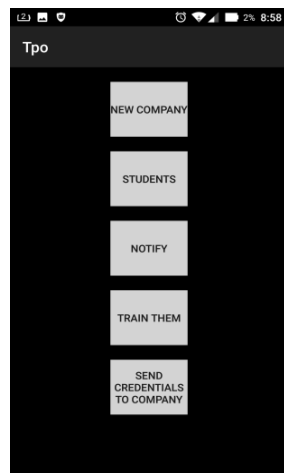 2% 8:58
Tpo
NEW COMPANY
STUDENTS
NOTIFY
TRAIN THEM
SEND
CREDENTIALS
TO COMPANY